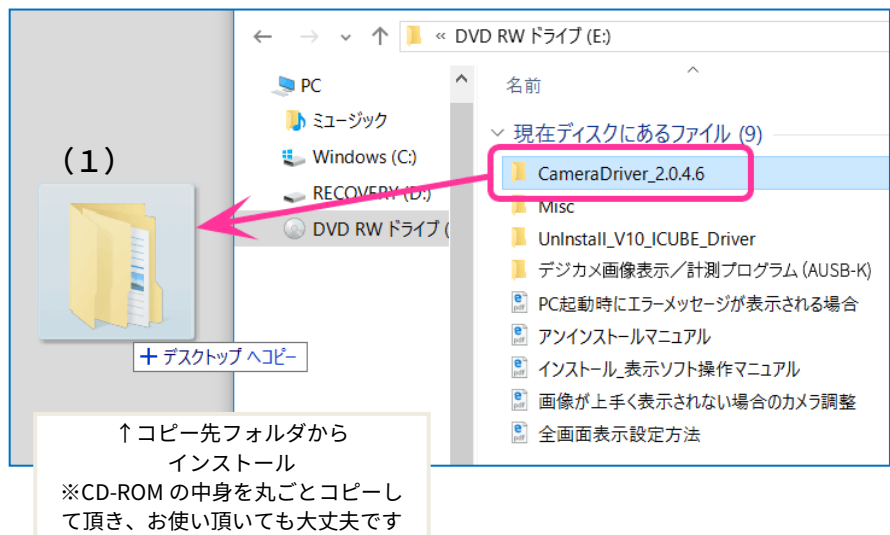 « DVD RW ドライブ (E:)
PC
ミュージック
Windows (C:)
RECOVERY (D:)
DVD RW ドライブ (
名前
現在ディスクにあるファイル (9)
CameraDriver_2.0.4.6
Misc
UnInstall_V10_ICUBE_Driver
デジカメ画像表示／計測プログラム (AUSB-K)
PC起動時にエラーメッセージが表示される場合
アンインストールマニュアル
インストール_表示ソフト操作マニュアル
画像が上手く表示されない場合のカメラ調整
全画面表示設定方法
（１）
+ デスクトップ へコピー
↑コピー先フォルダから
インストール
※CD-ROM の中身を丸ごとコピーし
て頂き、お使い頂いても大丈夫です